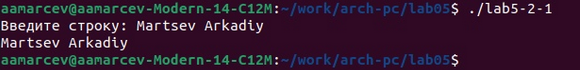 aamarcev@aamarcev-Modern-14-C12M:~/work/arch-pc/lab05$ ./lab5-2-1
Введите строку: Martsev Arkadiy
Martsev Arkadiy
aamarcev@aamarcev-Modern-14-C12M:~/work/arch-pc/lab05$